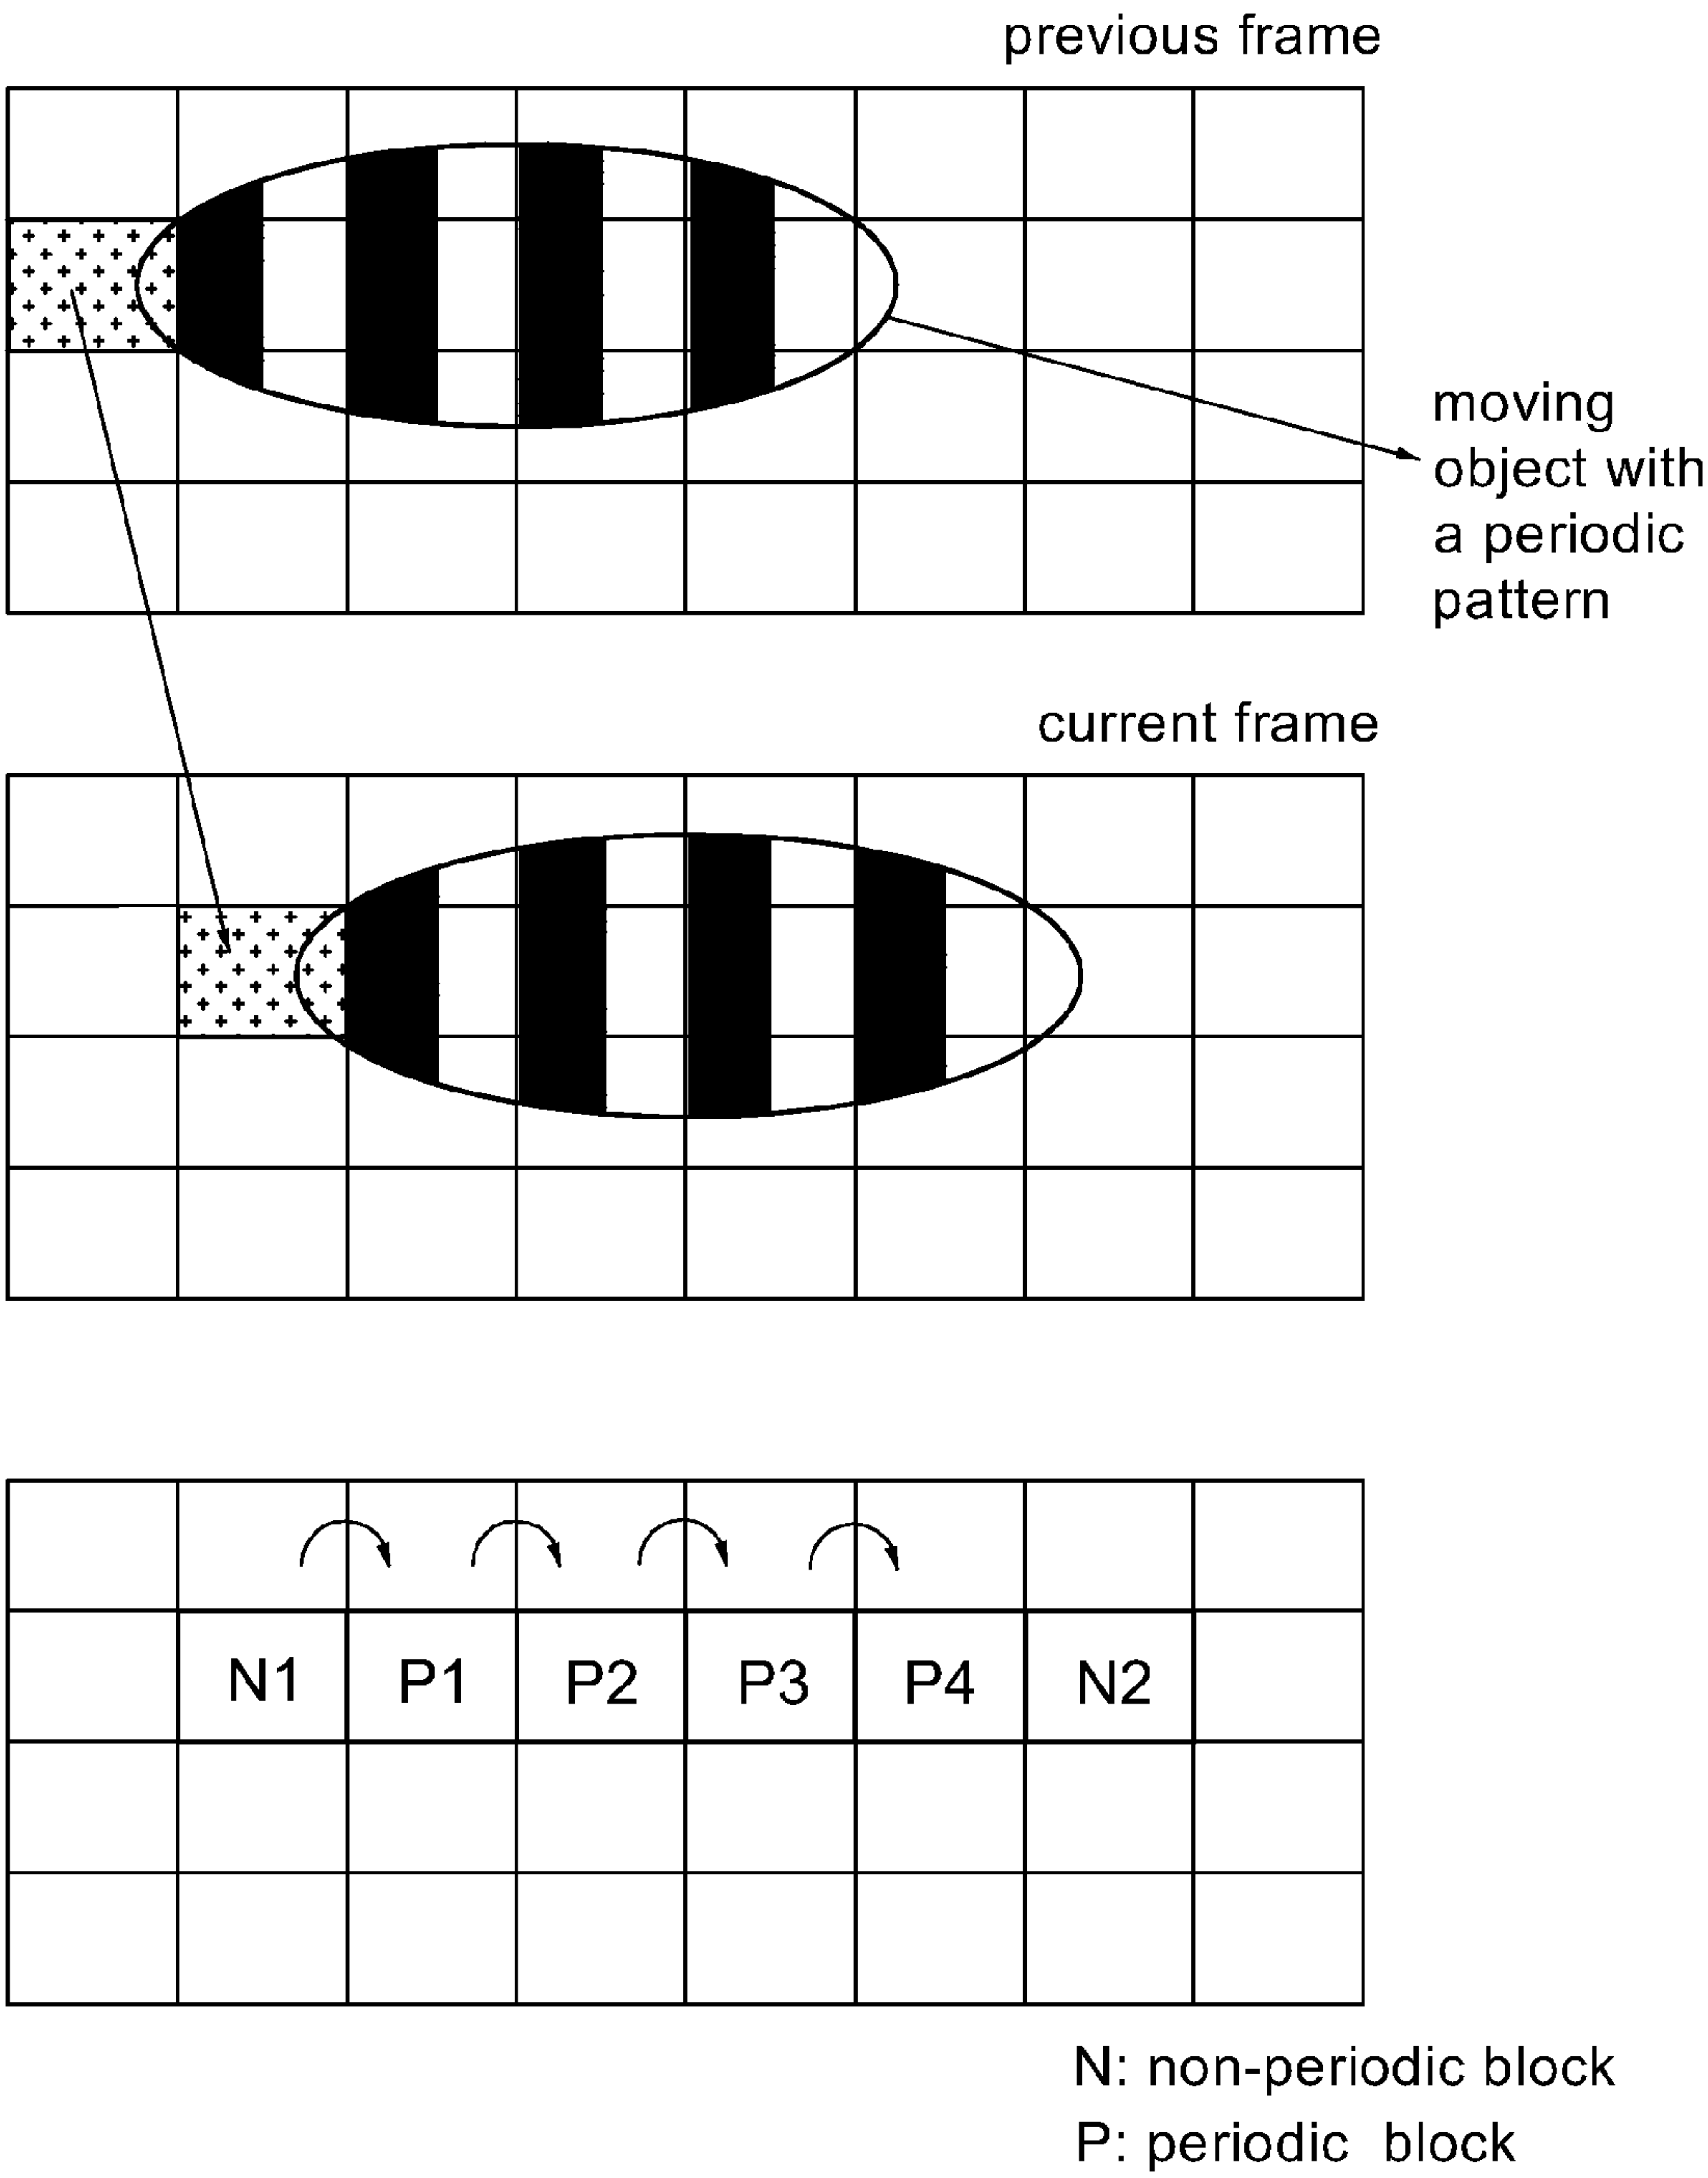 previous frame
moving
object with
a periodic
pattern
current frame
N1 P1 P2 P3 P4 N2
N: non-periodic block
P: periodic block